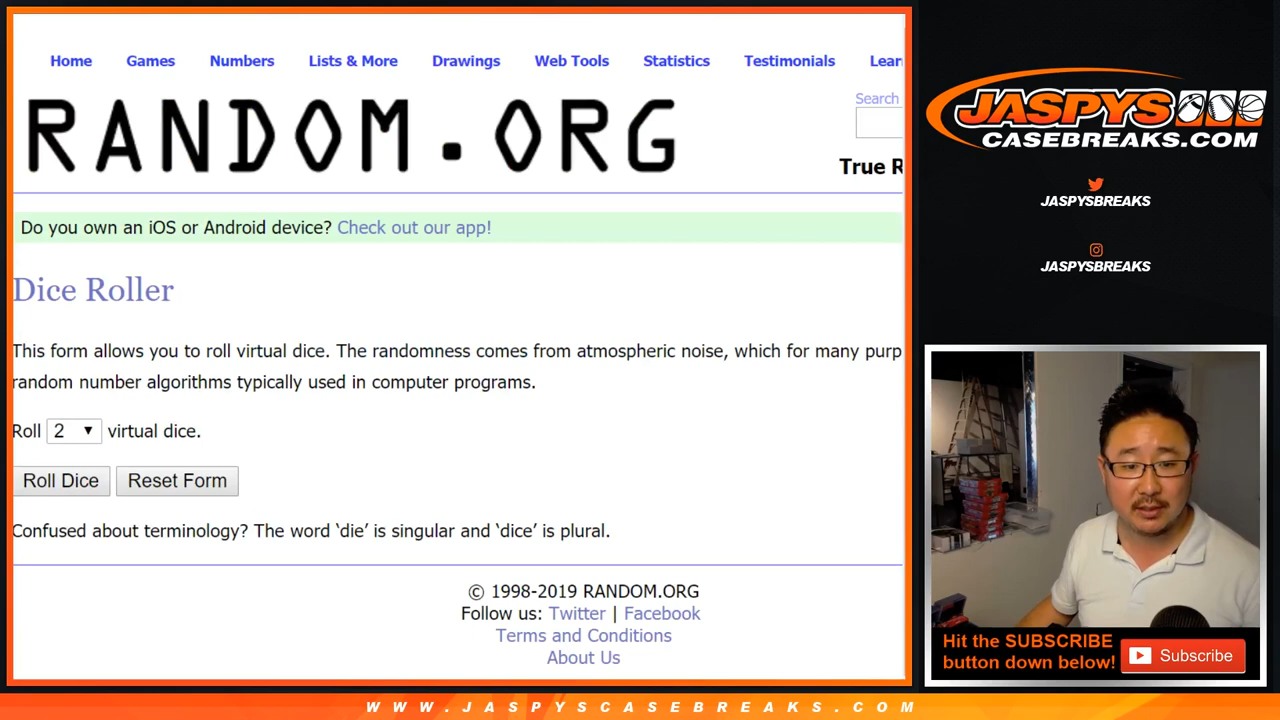 Home Games Numbers Lists & More Drawings Web Tools Statistics Testimonials Lear
RANDOM.ORG
Search
True R
Do you own an iOS or Android device? Check out our app!
Dice Roller
This form allows you to roll virtual dice. The randomness comes from atmospheric noise, which for many purp
random number algorithms typically used in computer programs.
Roll 2 virtual dice.
Roll Dice Reset Form
Confused about terminology? The word ‘die’ is singular and ‘dice’ is plural.
© 1998-2019 RANDOM.ORG
Follow us: Twitter | Facebook
Terms and Conditions
About Us
JASPYS
CASEBREAKS.COM
JASPYSBREAKS
JASPYSBREAKS
Hit the SUBSCRIBE
button down below!
Subscribe
WWW.JASPYSCASEBREAKS.COM